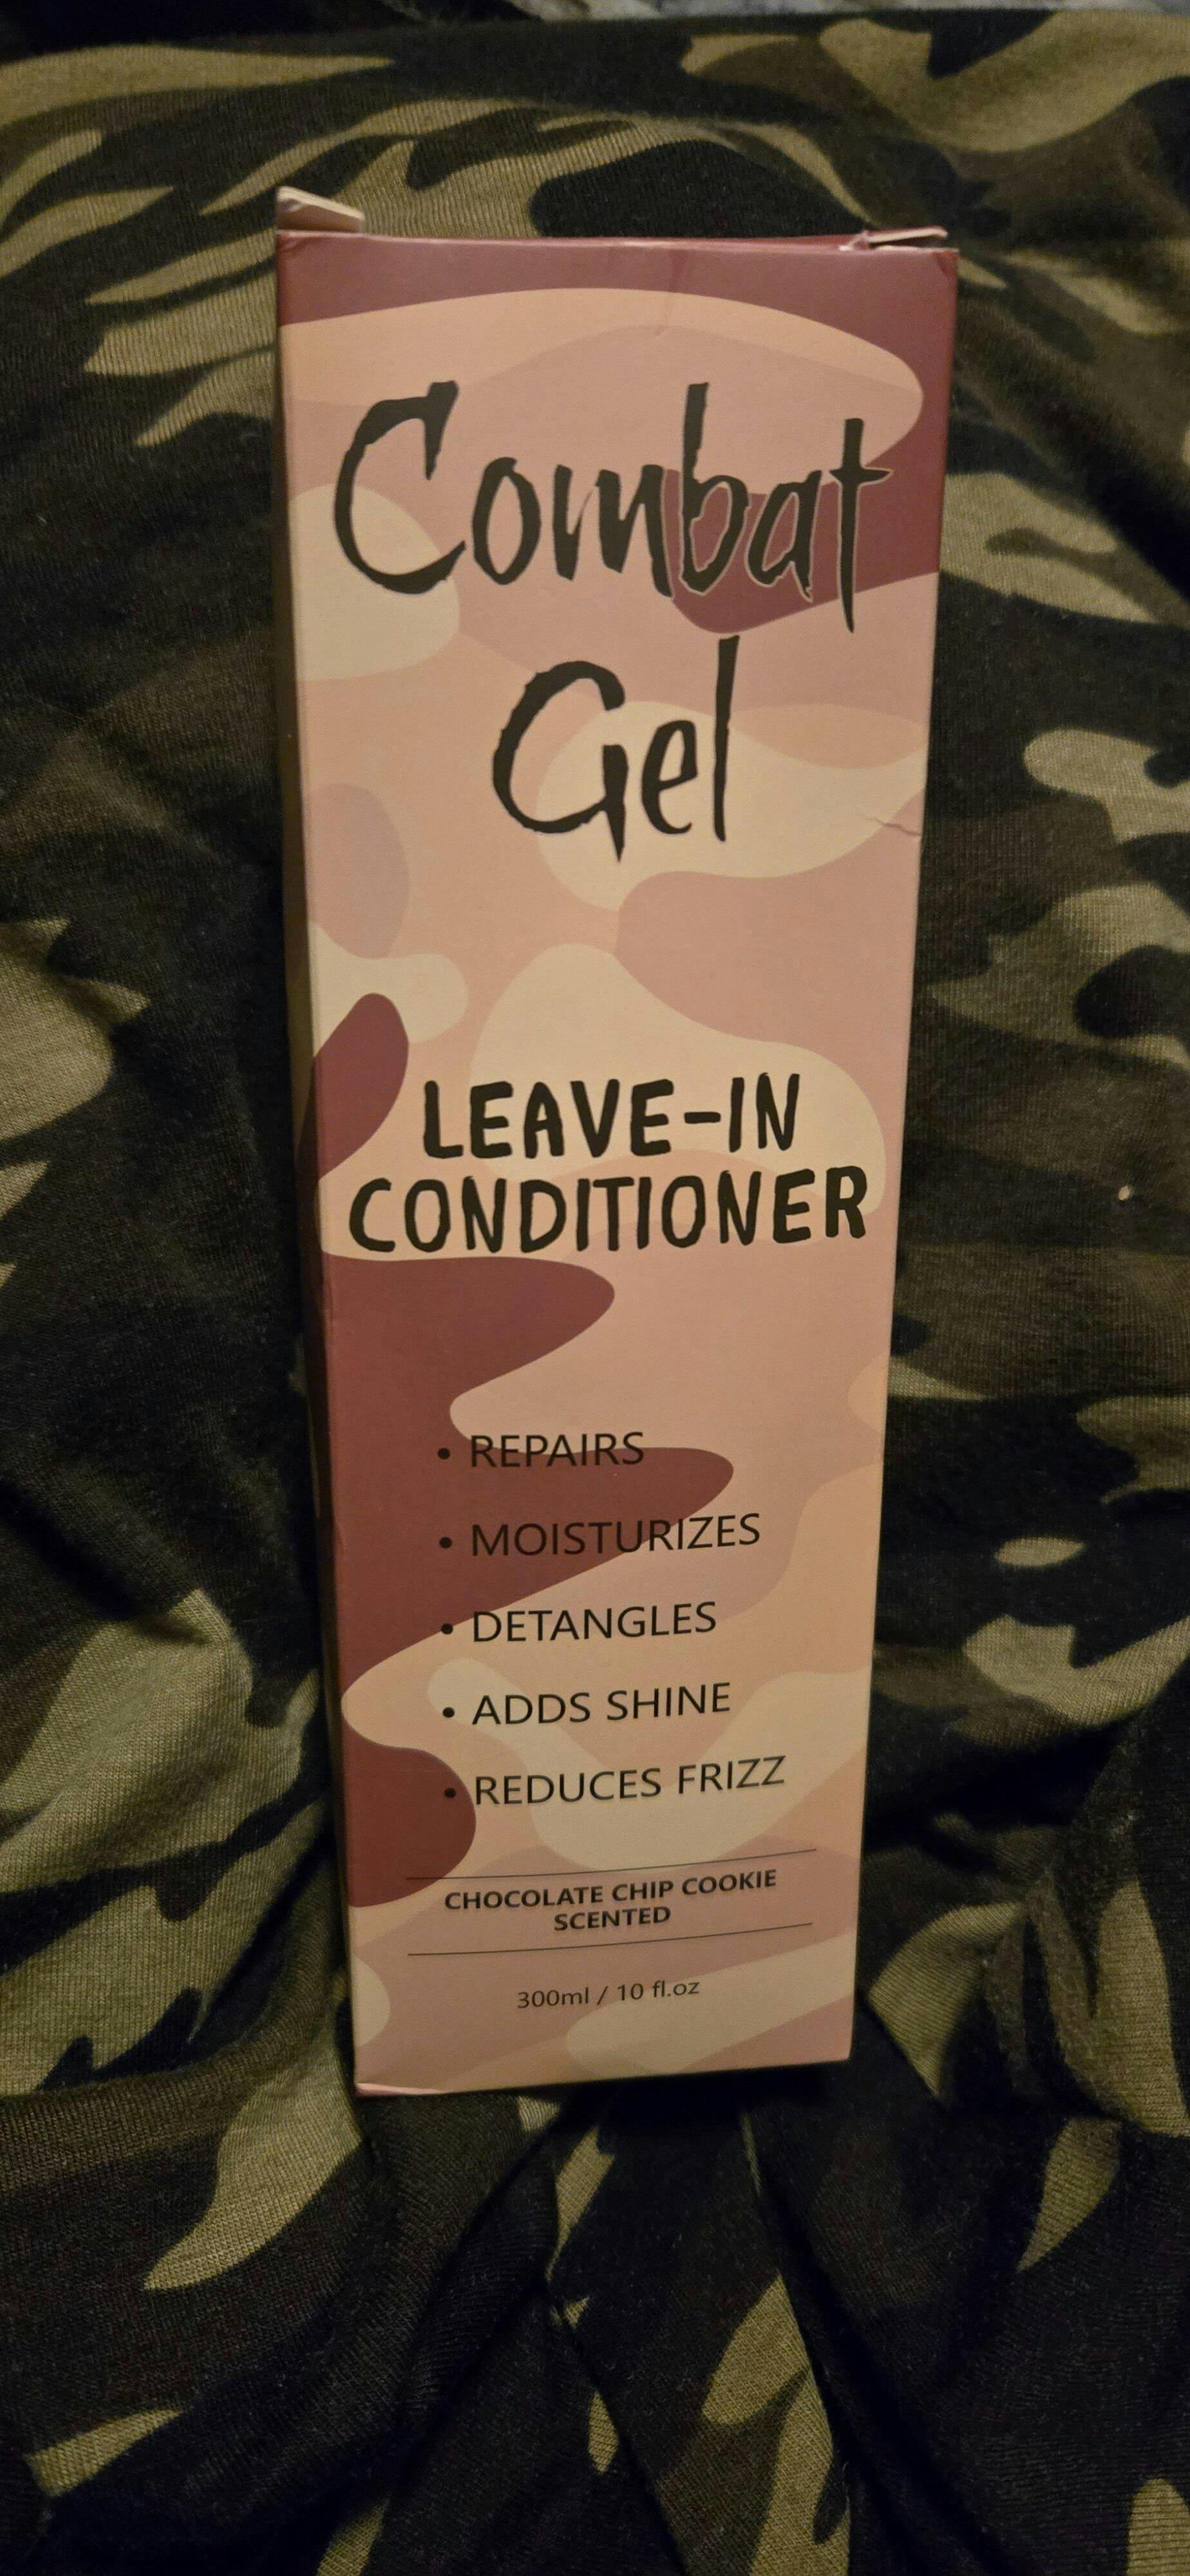 Combat
Gel
LEAVE-IN
CONDITIONER
• REPAIRS
• MOISTURIZES
• DETANGLES
• ADDS SHINE
• REDUCES FRIZZ
CHOCOLATE CHIP COOKIE
SCENTED
300ml / 10 fl.oz